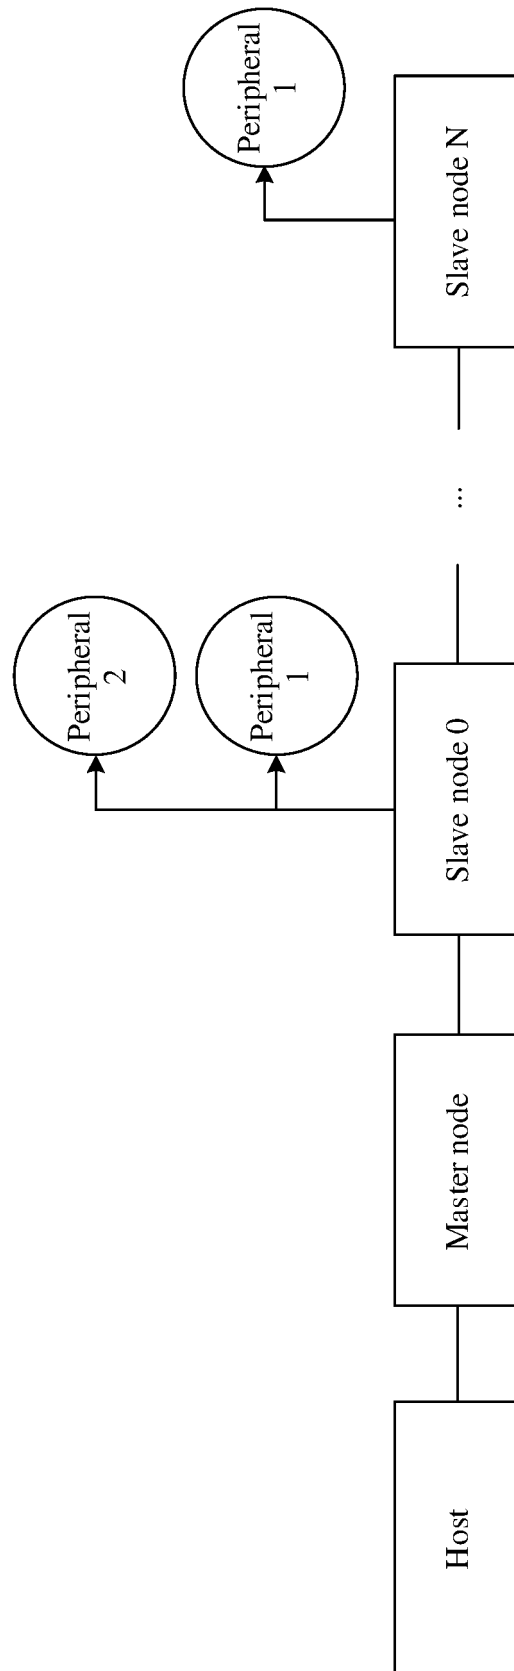 Peripheral
2
Peripheral
1
Peripheral
1
Host
Master node
Slave node 0
...
Slave node N